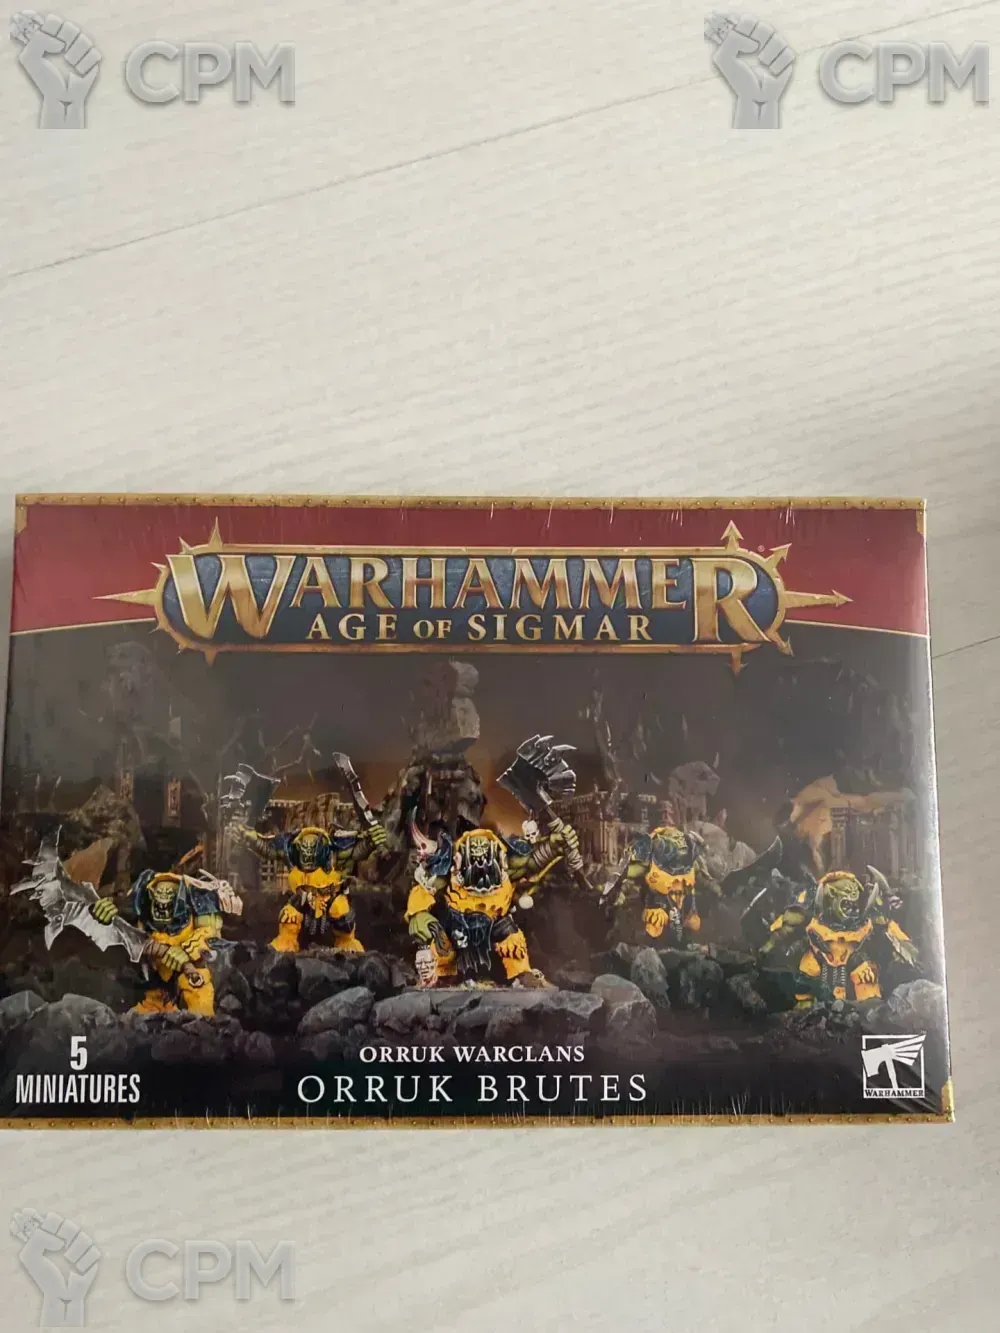 CPM
CPM
WARHAMMER
AGE OF SIGMAR
5
MINIATURES
ORRUK WARCLANS
ORRUK BRUTES
WARHAMMER
CPM